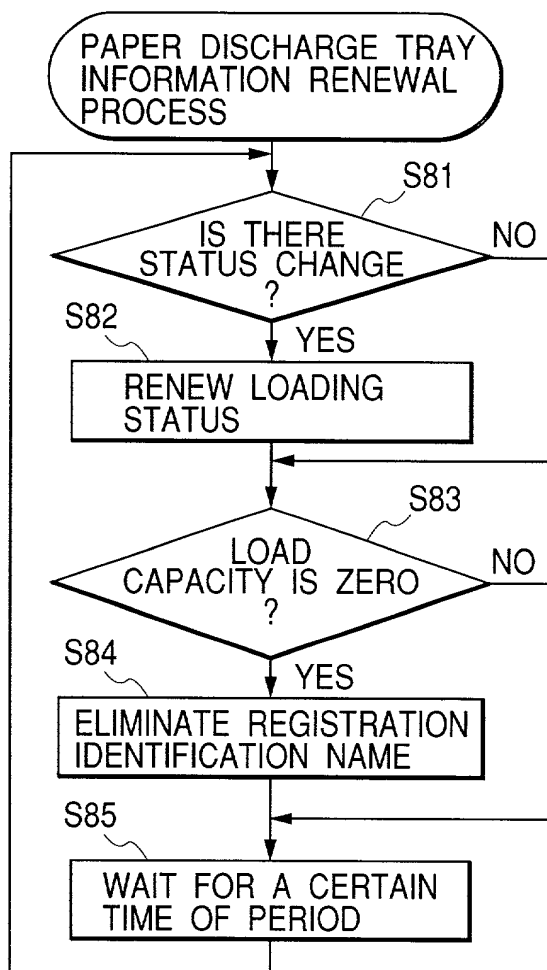 PAPER DISCHARGE TRAY
INFORMATION RENEWAL
PROCESS
S81
IS THERE
STATUS CHANGE
?
NO
S82
YES
RENEW LOADING
STATUS
S83
LOAD
CAPACITY IS ZERO
?
NO
S84
YES
ELIMINATE REGISTRATION
IDENTIFICATION NAME
S85
WAIT FOR A CERTAIN
TIME OF PERIOD